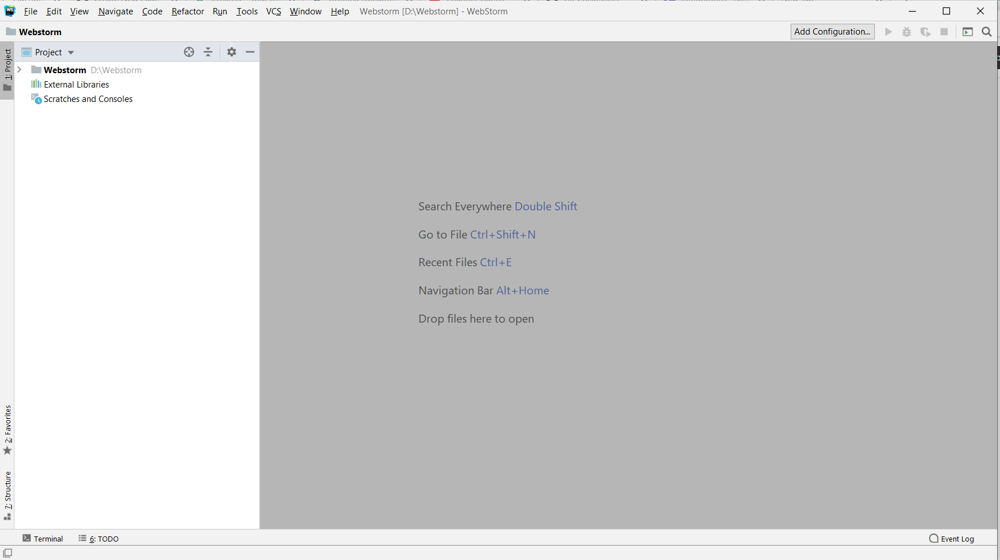 File Edit View Navigate Code Refactor Run Tools VCS Window Help Webstorm [D:\Webstorm] - WebStorm
Webstorm
Add Configuration...
Project
1: Project
Webstorm D:\Webstorm
External Libraries
Scratches and Consoles
Search Everywhere Double Shift
Go to File Ctrl+Shift+N
Recent Files Ctrl+E
Navigation Bar Alt+Home
Drop files here to open
2: Favorites
7: Structure
Terminal
6: TODO
Event Log